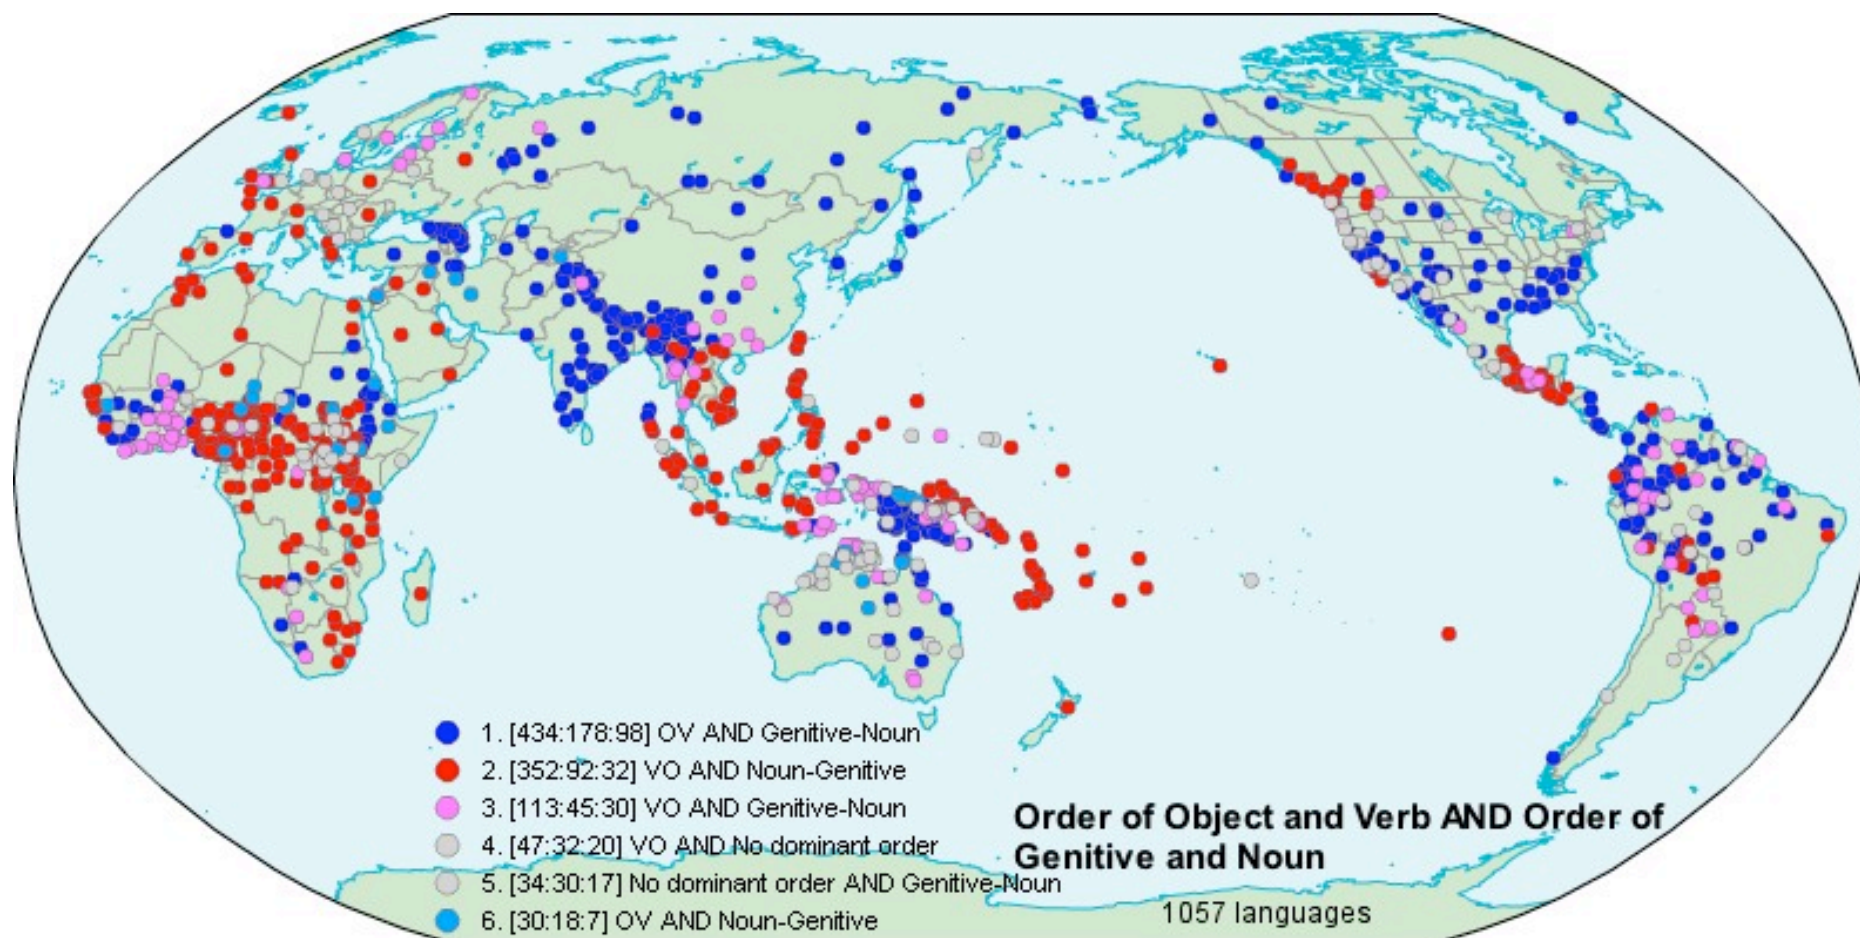 1. [434:178:98] OV AND Genitive-Noun
2. [352:92:32] VO AND Noun-Genitive
3. [113:45:30] VO AND Genitive-Noun
4. [47:32:20] VO AND No dominant order
5. [34:30:17] No dominant order AND Genitive-Noun
6. [30:18:7] OV AND Noun-Genitive
Order of Object and Verb AND Order of
Genitive and Noun
1057 languages